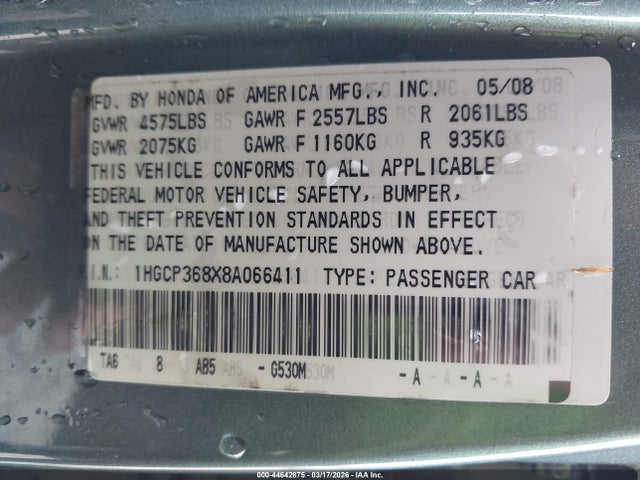 MFD. BY HONDA OF AMERICA MFG., INC. 05/08
GVWR 4575LBS GAWR F 2557LBS R 2061LBS
GVWR 2075KG GAWR F 1160KG R 935KG
THIS VEHICLE CONFORMS TO ALL APPLICABLE
FEDERAL MOTOR VEHICLE SAFETY, BUMPER,
AND THEFT PREVENTION STANDARDS IN EFFECT
ON THE DATE OF MANUFACTURE SHOWN ABOVE.
V.I.N.: 1HGCP368X8A066411 TYPE: PASSENGER CAR
TA6 8 AB5 - G530M -A -A-
000-44642875 - 03/17/2026 - IAA Inc.